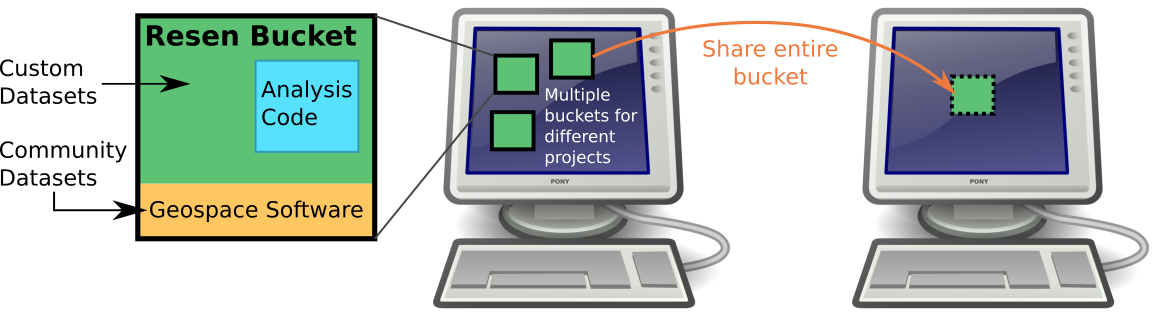 Resen Bucket
Custom
Datasets
Analysis
Code
Community
Datasets
Geospace Software
Multiple
buckets for
different
projects
PONY
Share entire
bucket
PONY